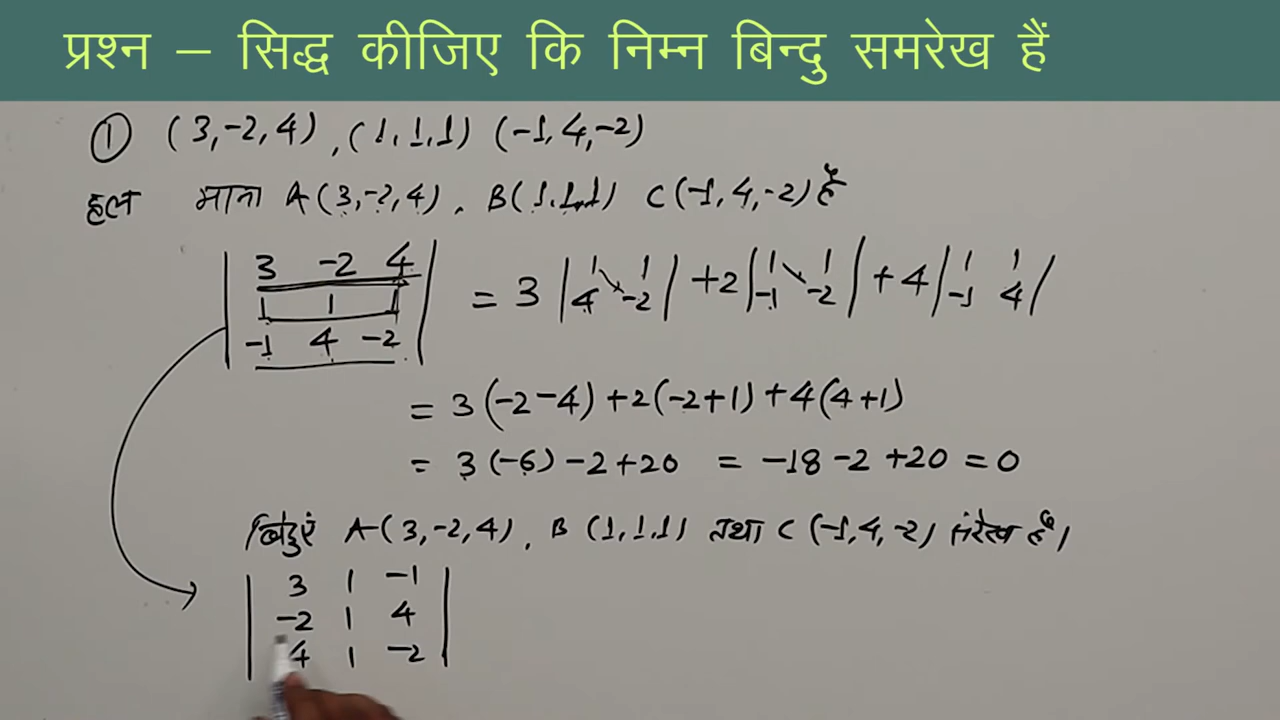 प्रश्न – सिद्ध कीजिए कि निम्न बिन्दु समरेख हैं
① (3,-2,4), (1,1,1) (-1,4,-2)
हल माना A(3,-2,4), B(1,1,1) C(-1,4,-2) है
| 3 -2 4 | = 3 | 1 1 | +2 | 1 1 | +4 | 1 1 |
| 1 1 1 | | 4 -2 | | -1 -2 | | -1 4 |
| -1 4 -2 |
= 3(-2-4) +2(-2+1) +4(4+1)
= 3(-6) -2+20 = -18 -2 +20 = 0
बिंदुएं A(3,-2,4), B (1,1,1) तथा C (-1,4,-2) संरेख है।
| 3 1 -1 |
| -2 1 4 |
| 4 1 -2 |